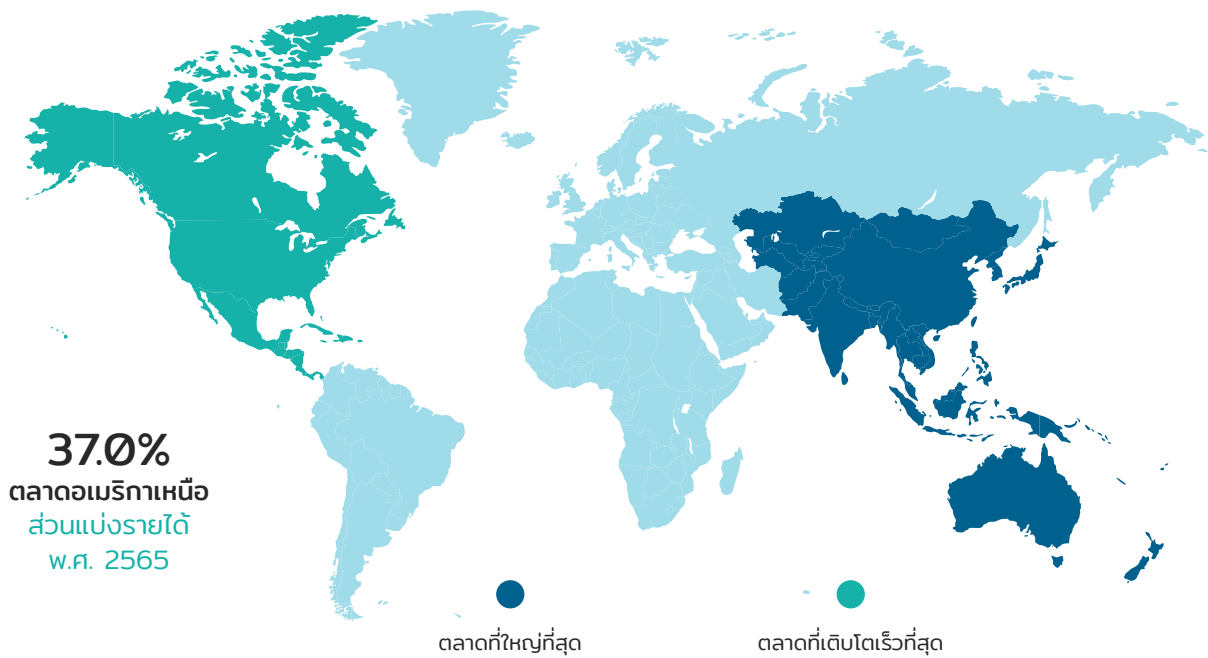 37.0%
ตลาดอเมริกาเหนือ
ส่วนแบ่งรายได้
พ.ศ. 2565
ตลาดที่ใหญ่ที่สุด
ตลาดที่เติบโตเร็วที่สุด